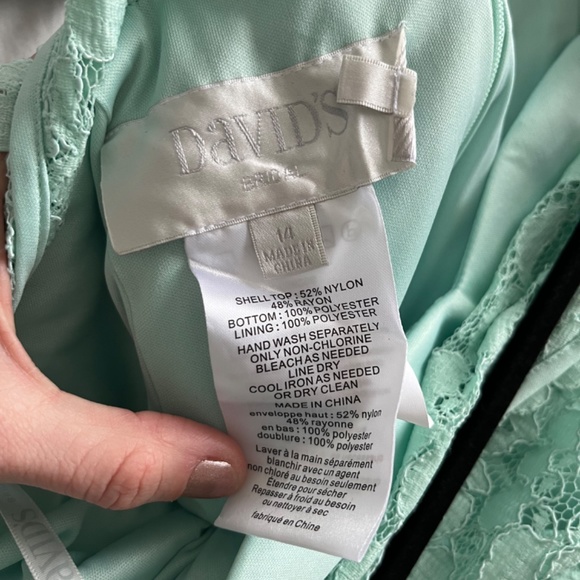 DAVID'S
BRIDAL
14
MADE IN
CHINA
SHELL TOP : 52% NYLON
48% RAYON
BOTTOM : 100% POLYESTER
LINING : 100% POLYESTER
HAND WASH SEPARATELY
ONLY NON-CHLORINE
BLEACH AS NEEDED
LINE DRY
COOL IRON AS NEEDED
OR DRY CLEAN
MADE IN CHINA
enveloppe haut : 52% nylon
48% rayonne
en bas : 100% polyester
doublure : 100% polyester
Laver à la main séparément
blanchir avec un agent
non chloré au besoin seulement
Étendre pour sécher
Repasser à froid au besoin
ou nettoyer à sec
fabriqué en Chine